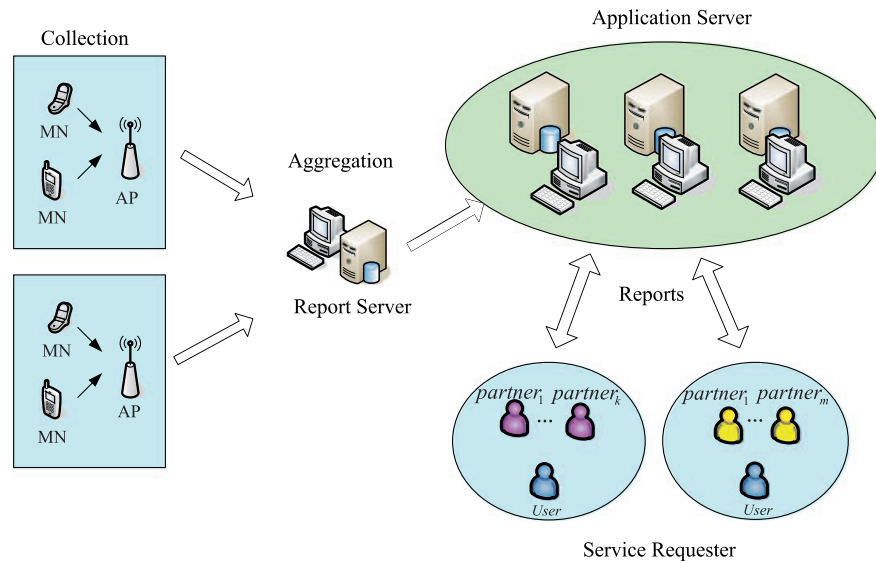 Application Server
Collection
MN
AP
MN
Aggregation
Report Server
MN
AP
MN
Reports
partner1 ... partnerk
User
partner1 ... partnerm
User
Service Requester